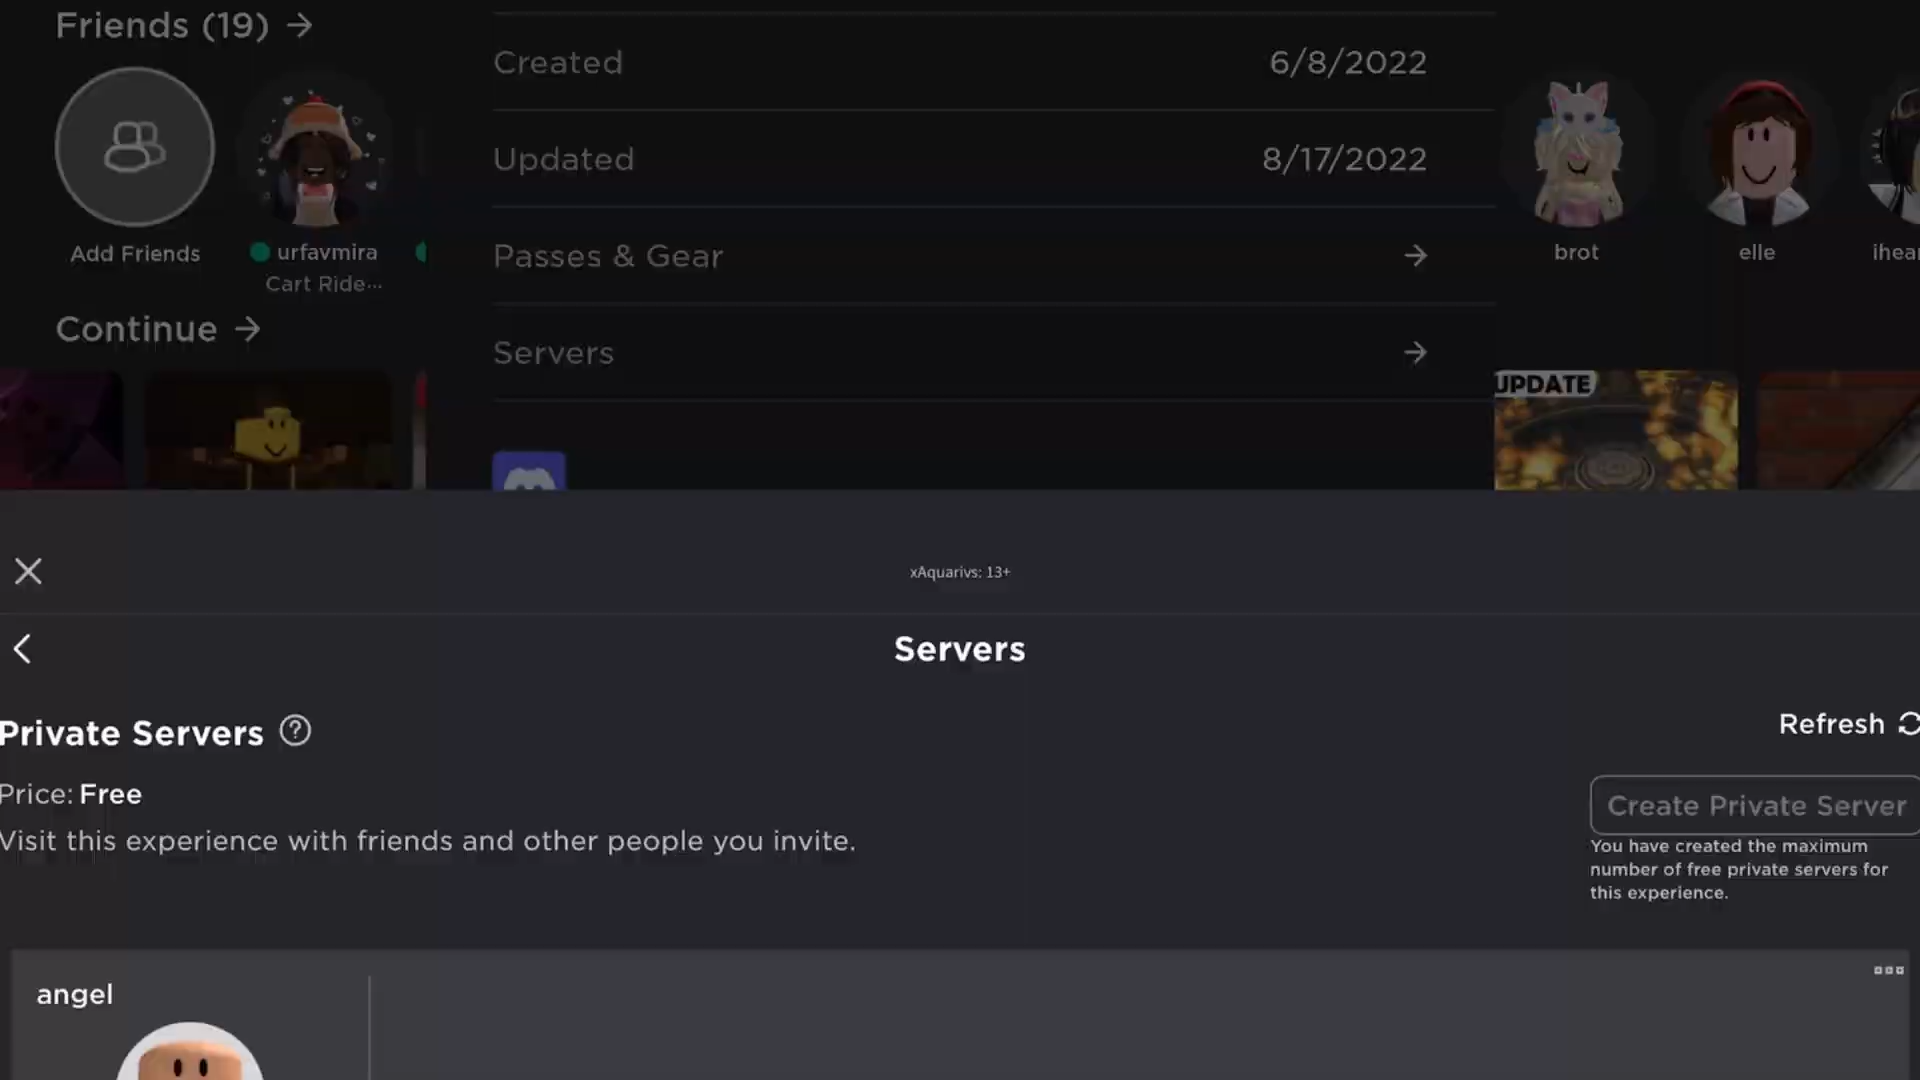 Friends (19) →
Created 6/8/2022
Updated 8/17/2022
Add Friends
urfavmira
Cart Ride...
brot
elle
ihear
Passes & Gear
Continue →
Servers
UPDATE
xAquarivs: 13+
Servers
Private Servers
Refresh
Price: Free
Create Private Server
Visit this experience with friends and other people you invite.
You have created the maximum
number of free private servers for
this experience.
angel